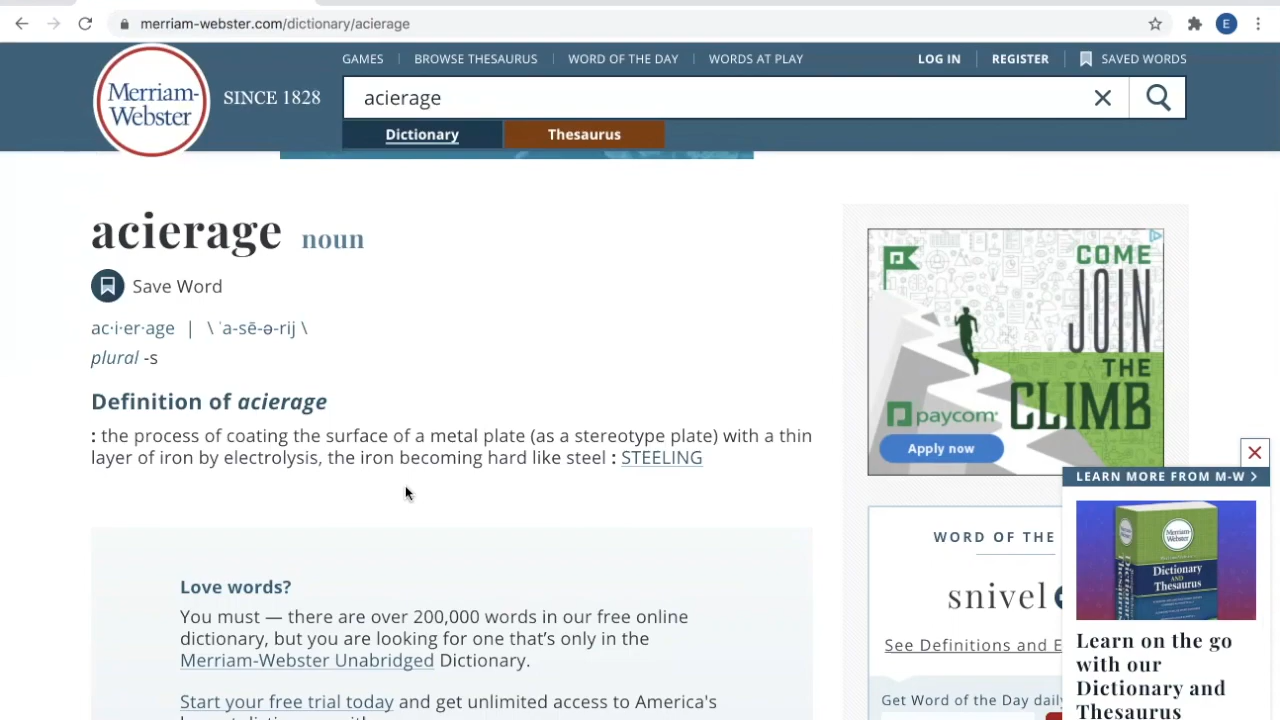 merriam-webster.com/dictionary/acierage
E
GAMES
BROWSE THESAURUS
WORD OF THE DAY
WORDS AT PLAY
LOG IN
REGISTER
SAVED WORDS
Merriam-
Webster
SINCE 1828
acierage
Dictionary
Thesaurus
acierage noun
Save Word
ac·i·er·age | \ ˈa-sē-ə-rij \
plural -s
Definition of acierage
: the process of coating the surface of a metal plate (as a stereotype plate) with a thin
layer of iron by electrolysis, the iron becoming hard like steel : STEELING
Love words?
You must — there are over 200,000 words in our free online
dictionary, but you are looking for one that’s only in the
Merriam-Webster Unabridged Dictionary.
Start your free trial today and get unlimited access to America's
COME
JOIN
THE
CLIMB
paycom
Apply now
WORD OF THE
snivel
See Definitions and E
Get Word of the Day daily
LEARN MORE FROM M-W >
Merriam-
Webster
Dictionary
AND
Thesaurus
Learn on the go
with our
Dictionary and
Thesaurus